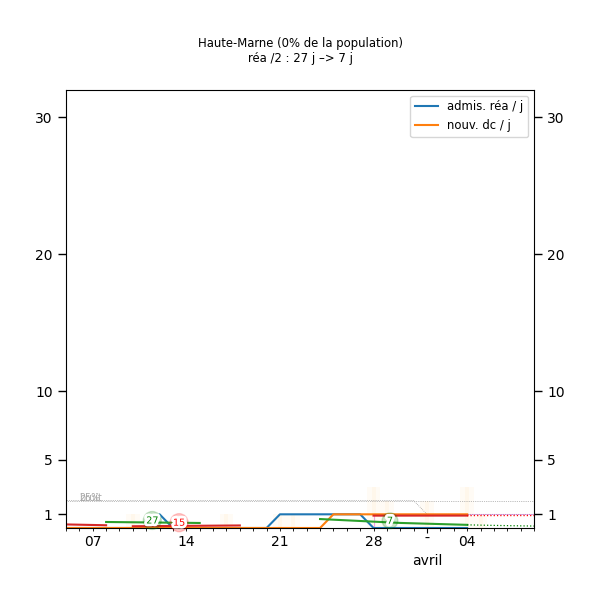 Haute-Marne (0% de la population)
réa /2 : 27 j –> 7 j
admis. réa / j
nouv. dc / j
30 30
20 20
10 10
5 5
1 1
27 15 7
07 14 21 28 - 04
avril